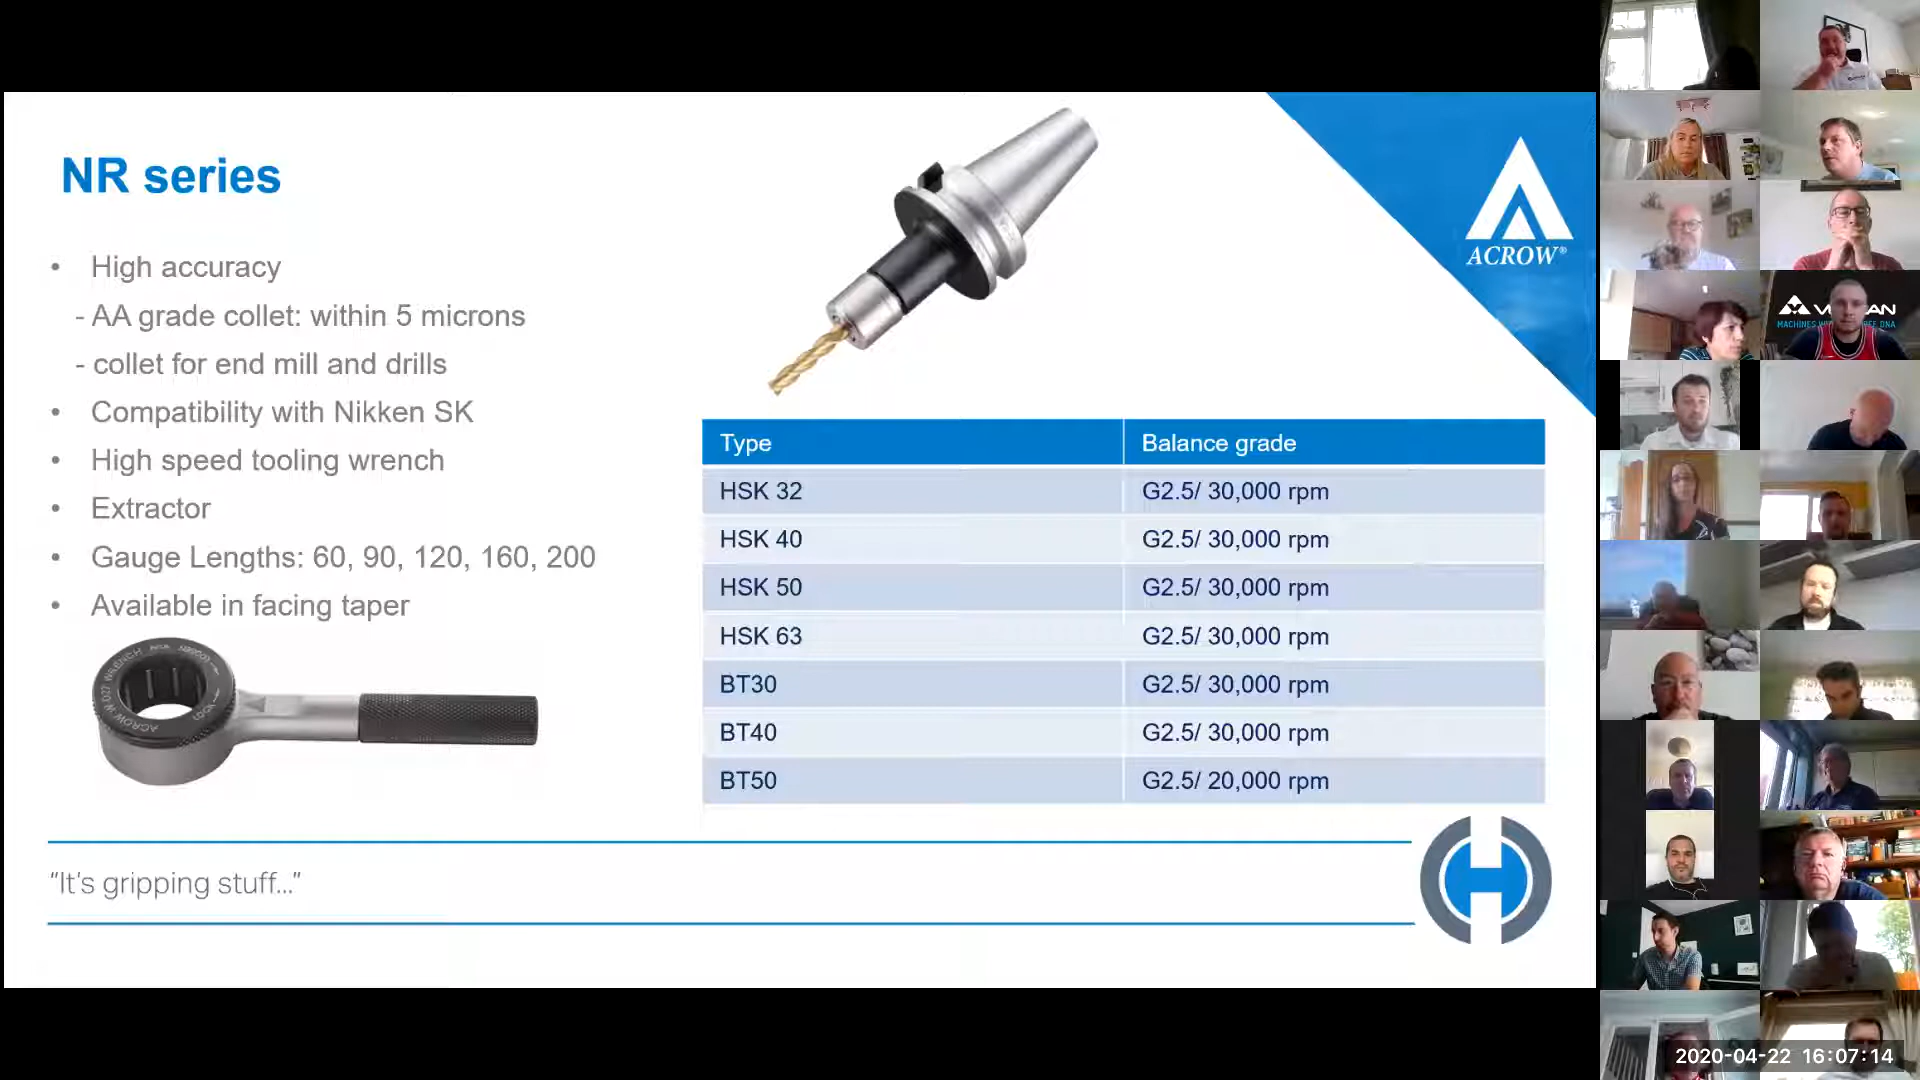 NR series
• High accuracy
- AA grade collet: within 5 microns
- collet for end mill and drills
• Compatibility with Nikken SK
• High speed tooling wrench
• Extractor
• Gauge Lengths: 60, 90, 120, 160, 200
• Available in facing taper
ACROW®
Type Balance grade
HSK 32 G2.5/ 30,000 rpm
HSK 40 G2.5/ 30,000 rpm
HSK 50 G2.5/ 30,000 rpm
HSK 63 G2.5/ 30,000 rpm
BT30 G2.5/ 30,000 rpm
BT40 G2.5/ 30,000 rpm
BT50 G2.5/ 20,000 rpm
WRENCH
ACROW
“It’s gripping stuff...”
MACHINES
DNA
2020-04-22 16:07:14